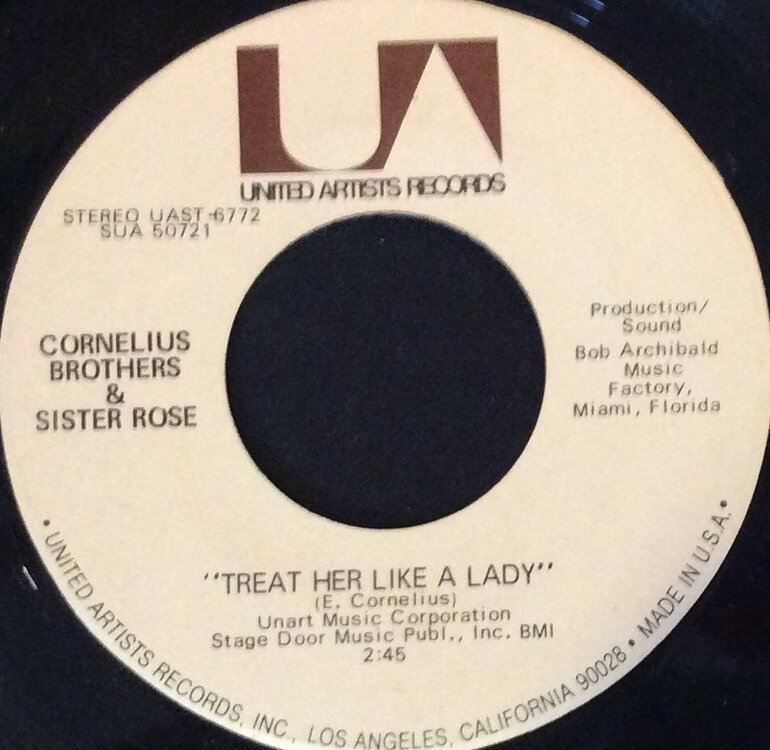 UA
UNITED ARTISTS RECORDS
STEREO UAST-6772
SUA 50721
CORNELIUS
BROTHERS
&
SISTER ROSE
Production/
Sound
Bob Archibald
Music
Factory,
Miami, Florida
"TREAT HER LIKE A LADY"
(E. Cornelius)
Unart Music Corporation
Stage Door Music Publ., Inc. BMI
2:45
• UNITED ARTISTS RECORDS, INC., LOS ANGELES, CALIFORNIA 90028 • MADE IN U.S.A. •